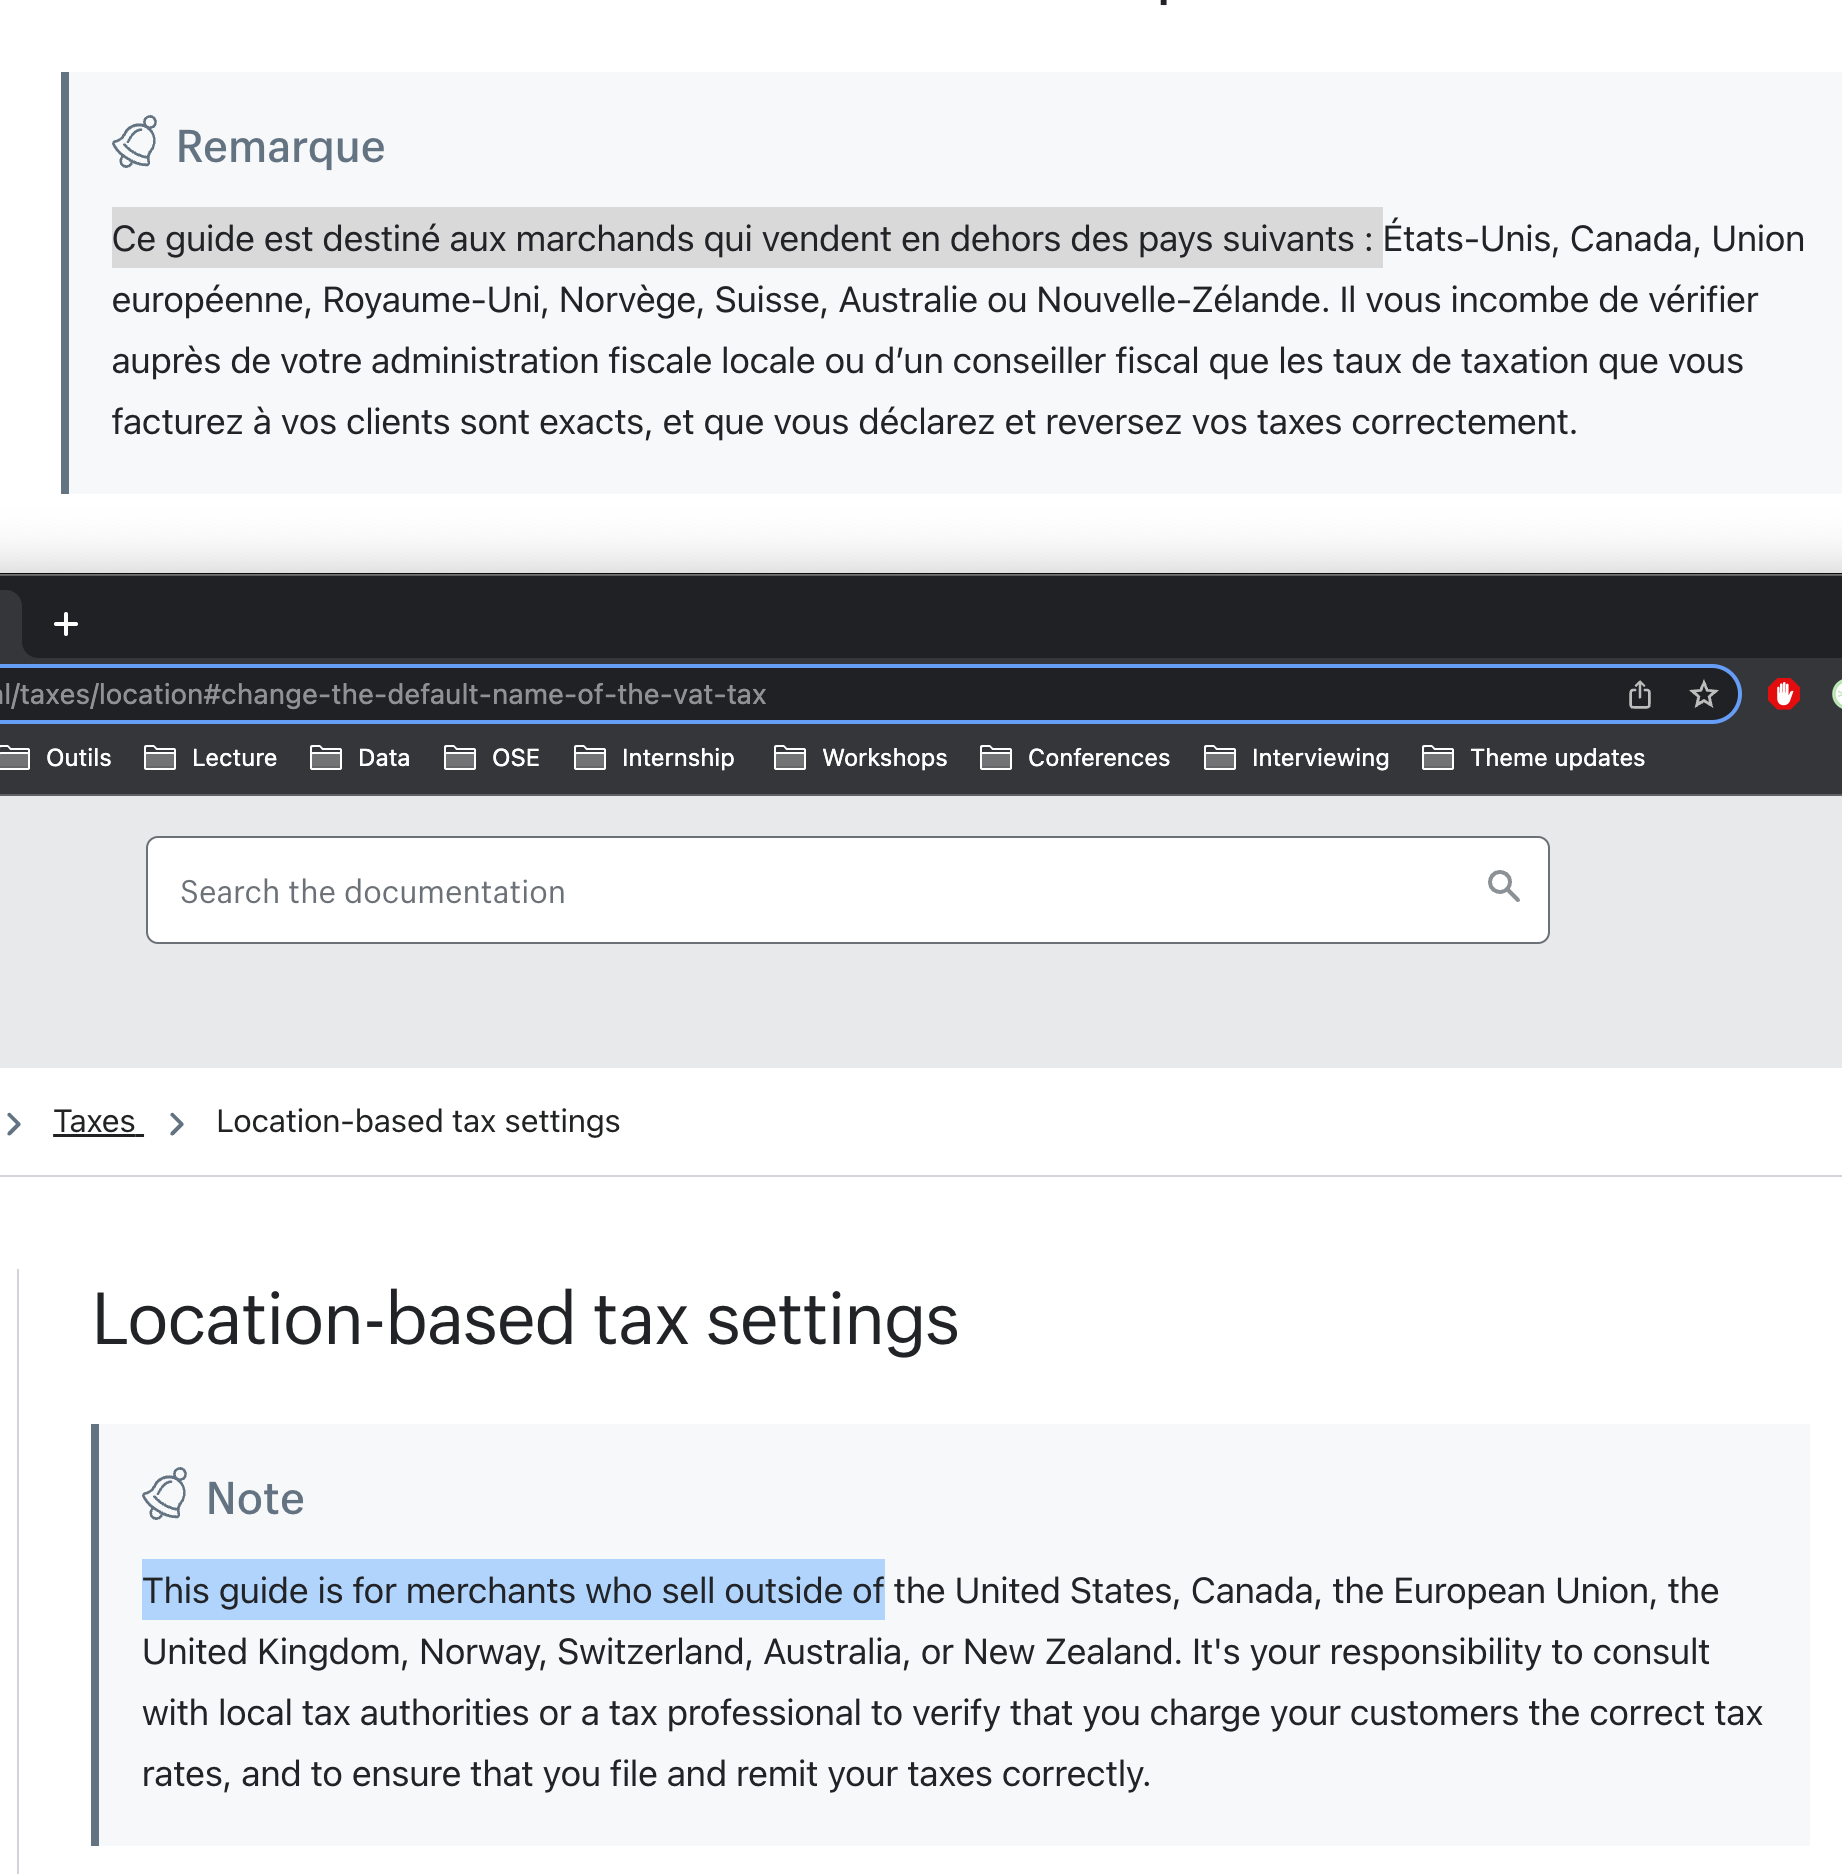 Remarque
Ce guide est destiné aux marchands qui vendent en dehors des pays suivants : États-Unis, Canada, Union
européenne, Royaume-Uni, Norvège, Suisse, Australie ou Nouvelle-Zélande. Il vous incombe de vérifier
auprès de votre administration fiscale locale ou d’un conseiller fiscal que les taux de taxation que vous
facturez à vos clients sont exacts, et que vous déclarez et reversez vos taxes correctement.
/taxes/location#change-the-default-name-of-the-vat-tax
Outils Lecture Data OSE Internship Workshops Conferences Interviewing Theme updates
Search the documentation
Taxes > Location-based tax settings
Location-based tax settings
Note
This guide is for merchants who sell outside of the United States, Canada, the European Union, the
United Kingdom, Norway, Switzerland, Australia, or New Zealand. It's your responsibility to consult
with local tax authorities or a tax professional to verify that you charge your customers the correct tax
rates, and to ensure that you file and remit your taxes correctly.